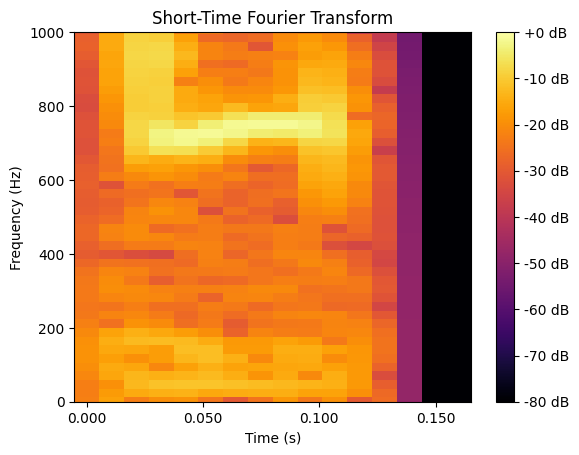 Short-Time Fourier Transform
1000
800
600
400
200
0
Frequency (Hz)
0.000
0.050
0.100
0.150
Time (s)
+0 dB
-10 dB
-20 dB
-30 dB
-40 dB
-50 dB
-60 dB
-70 dB
-80 dB